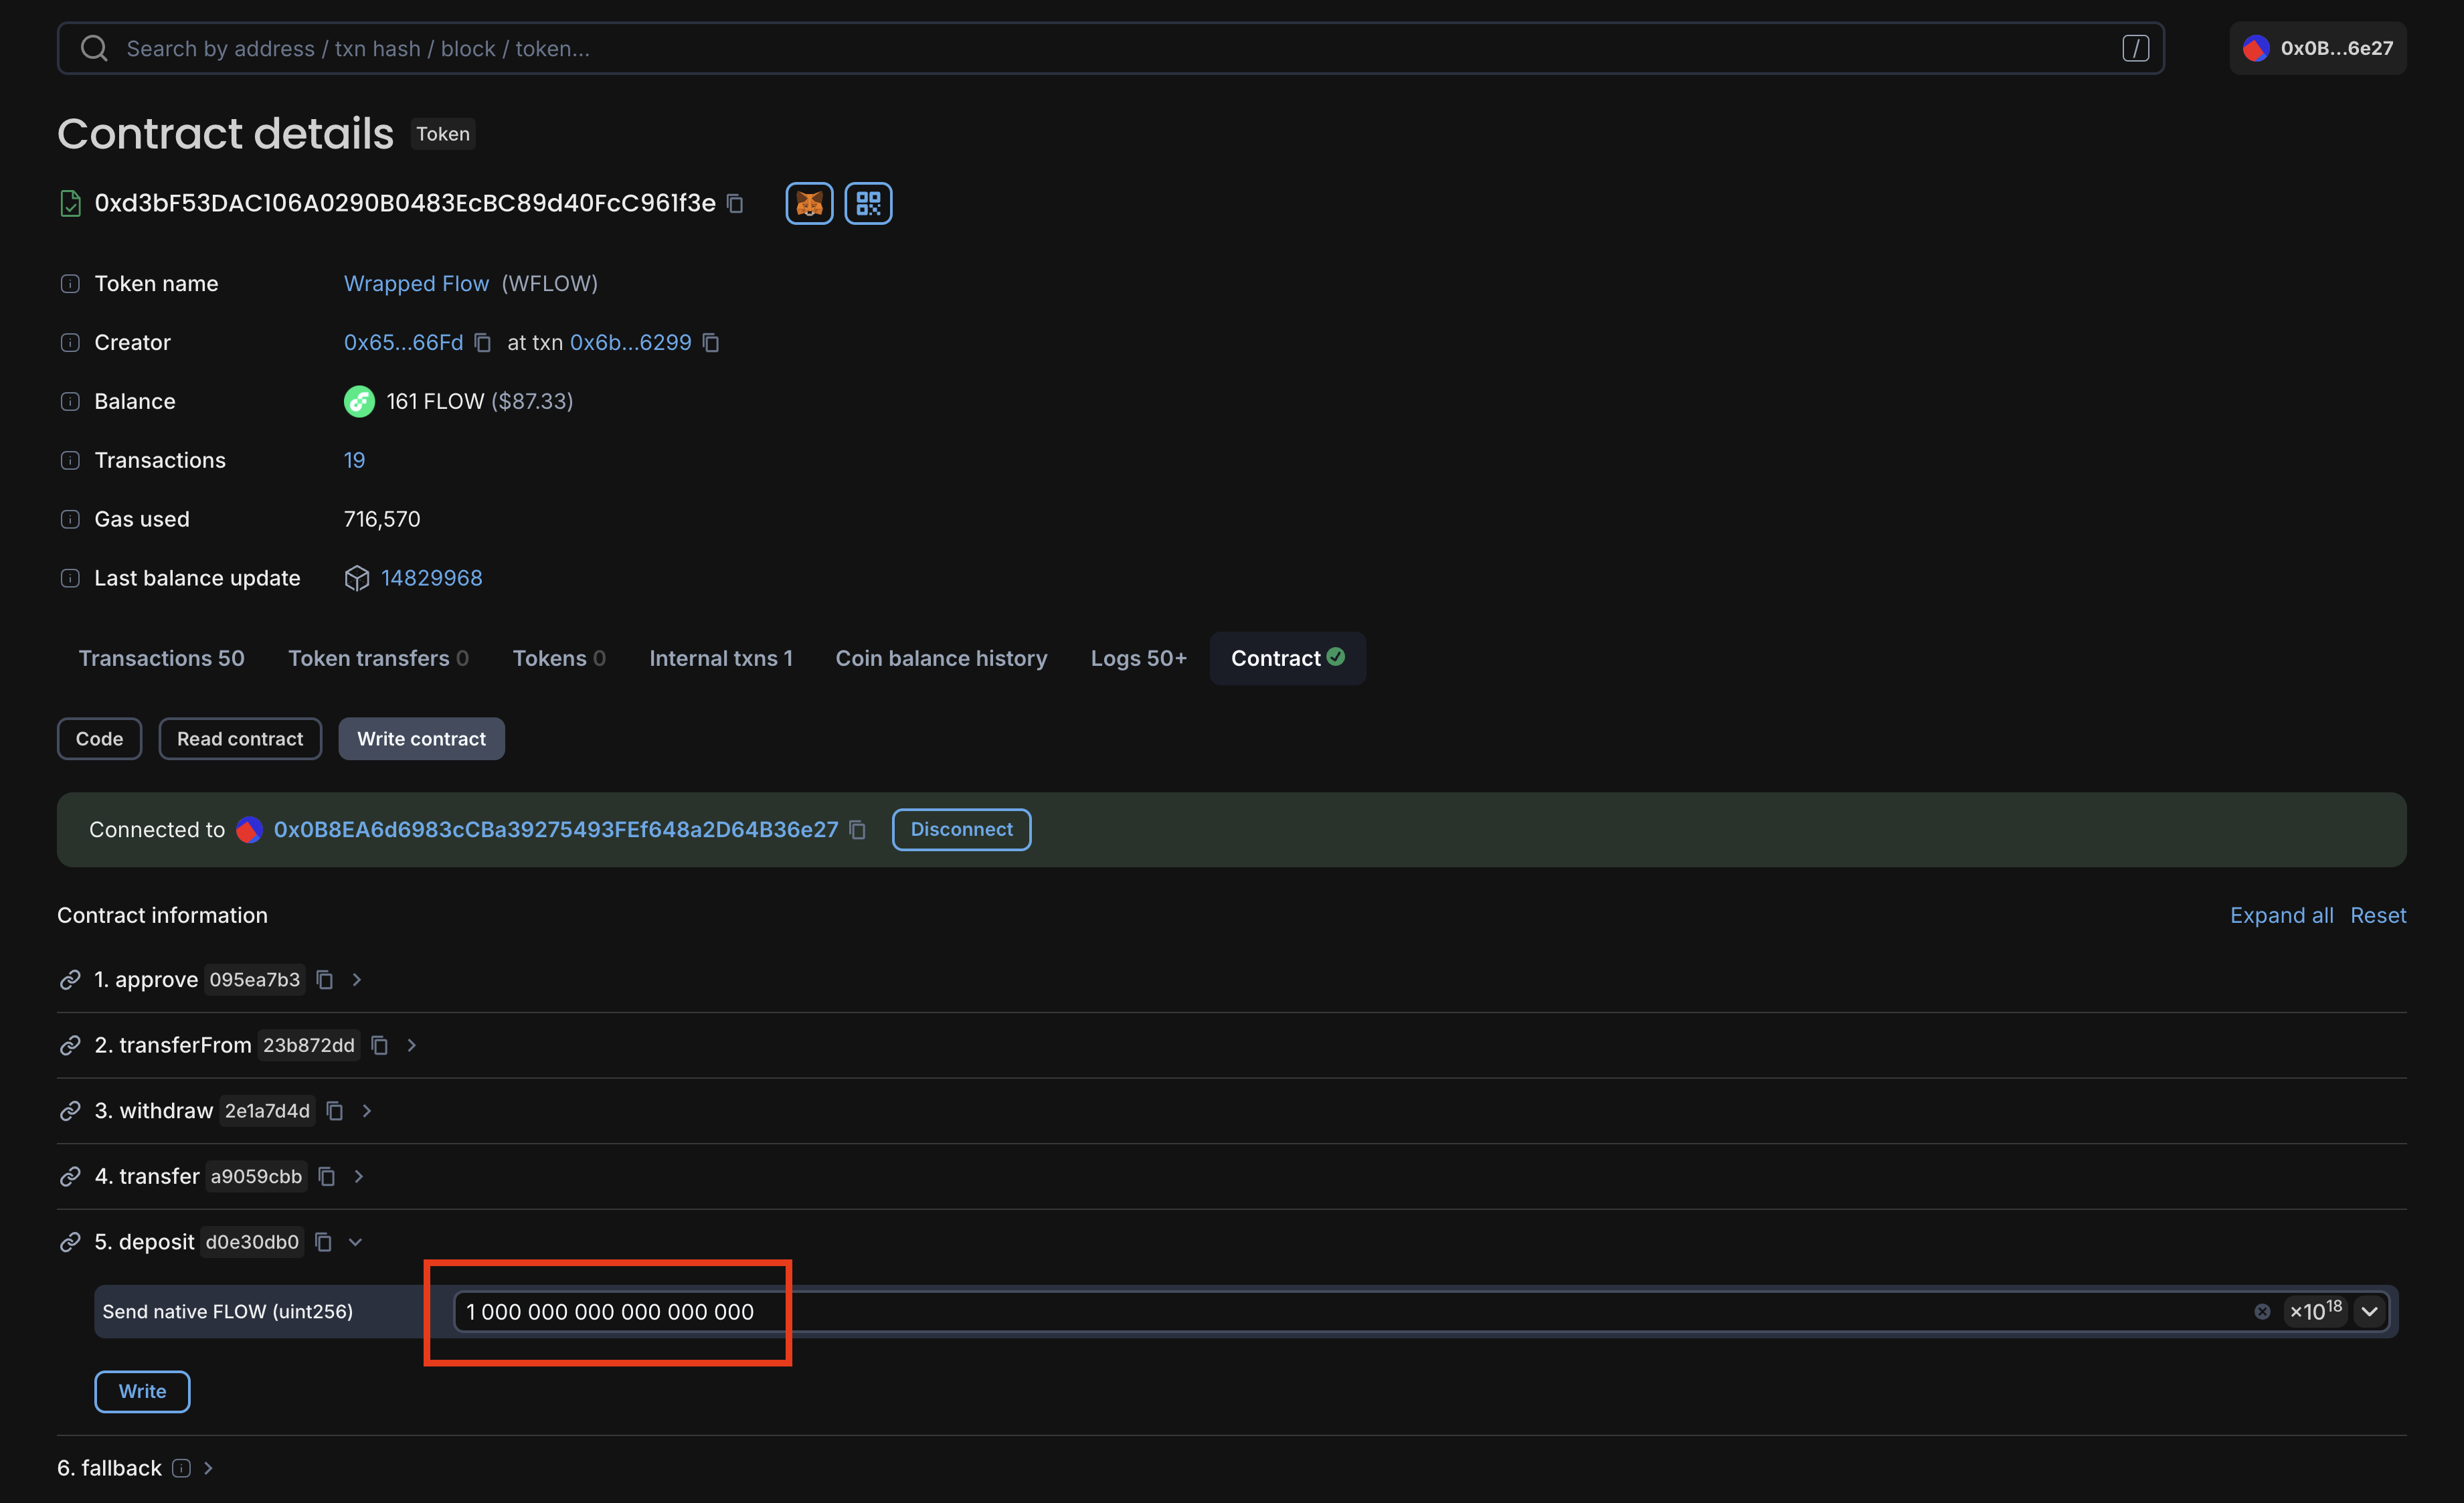 Search by address / txn hash / block / token... / 0x0B...6e27
Contract details Token
0xd3bF53DAC106A0290B0483EcBC89d40FcC961f3e
Token name Wrapped Flow (WFLOW)
Creator 0x65...66Fd at txn 0x6b...6299
Balance 161 FLOW ($87.33)
Transactions 19
Gas used 716,570
Last balance update 14829968
Transactions 50 Token transfers 0 Tokens 0 Internal txns 1 Coin balance history Logs 50+ Contract
Code Read contract Write contract
Connected to 0x0B8EA6d6983cCBa39275493FEf648a2D64B36e27 Disconnect
Contract information Expand all Reset
1. approve 095ea7b3
2. transferFrom 23b872dd
3. withdraw 2e1a7d4d
4. transfer a9059cbb
5. deposit d0e30db0
Send native FLOW (uint256) 1 000 000 000 000 000 000 ×10¹⁸
Write
6. fallback